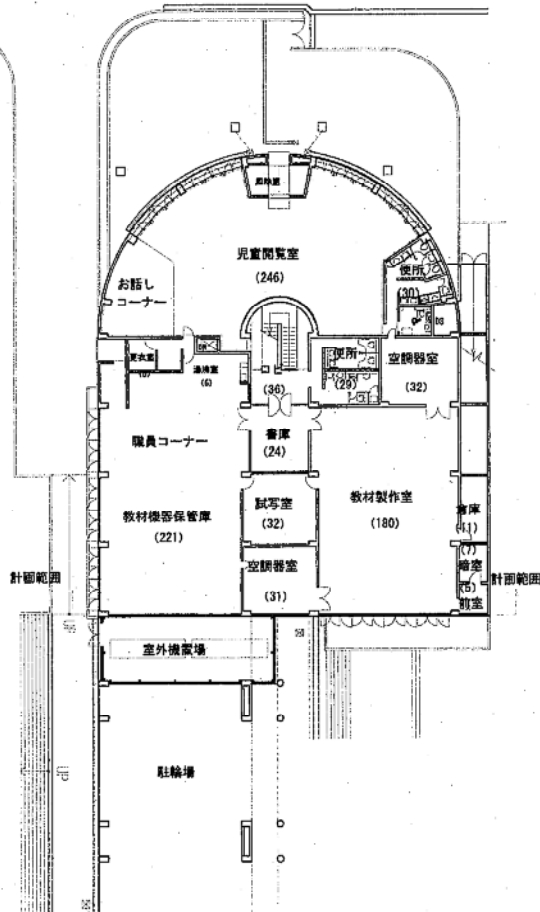 児童閲覧室
(246)
お話し
コーナー
便所
(30)
更衣室
湯沸室
(6)
便所
(29)
空調器室
(32)
(36)
職員コーナー
書庫
(24)
教材機器保管庫
(221)
試写室
(32)
教材製作室
(180)
倉庫
(11)
(7)
暗室
(5)
前室
空調器室
(31)
計画範囲
計画範囲
UP
室外機置場
駐輪場
UP